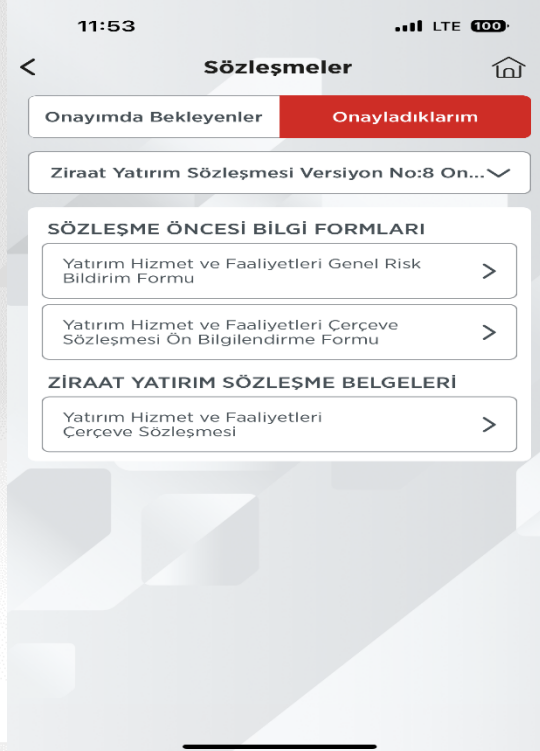 11:53
LTE 100
Sözleşmeler
Onayımda Bekleyenler
Onayladıklarım
Ziraat Yatırım Sözleşmesi Versiyon No:8 On...
SÖZLEŞME ÖNCESİ BİLGİ FORMLARI
Yatırım Hizmet ve Faaliyetleri Genel Risk
Bildirim Formu
Yatırım Hizmet ve Faaliyetleri Çerçeve
Sözleşmesi Ön Bilgilendirme Formu
ZİRAAT YATIRIM SÖZLEŞME BELGELERİ
Yatırım Hizmet ve Faaliyetleri
Çerçeve Sözleşmesi